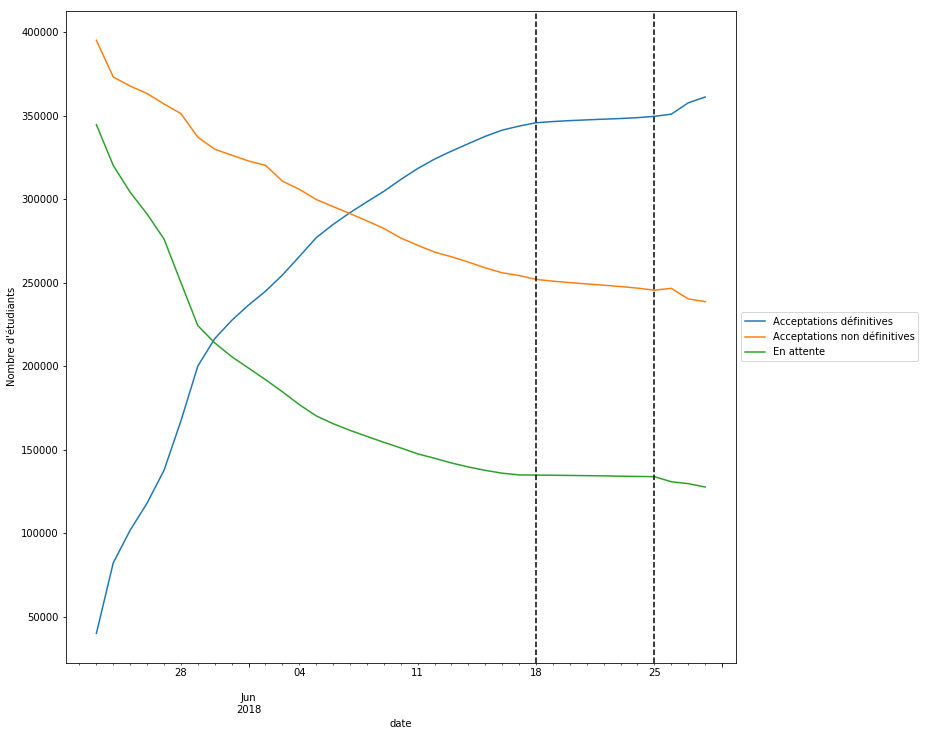 400000
350000
300000
250000
200000
150000
100000
50000
Nombre d'étudiants
28
04
11
18
25
Jun
2018
date
Acceptations définitives
Acceptations non définitives
En attente